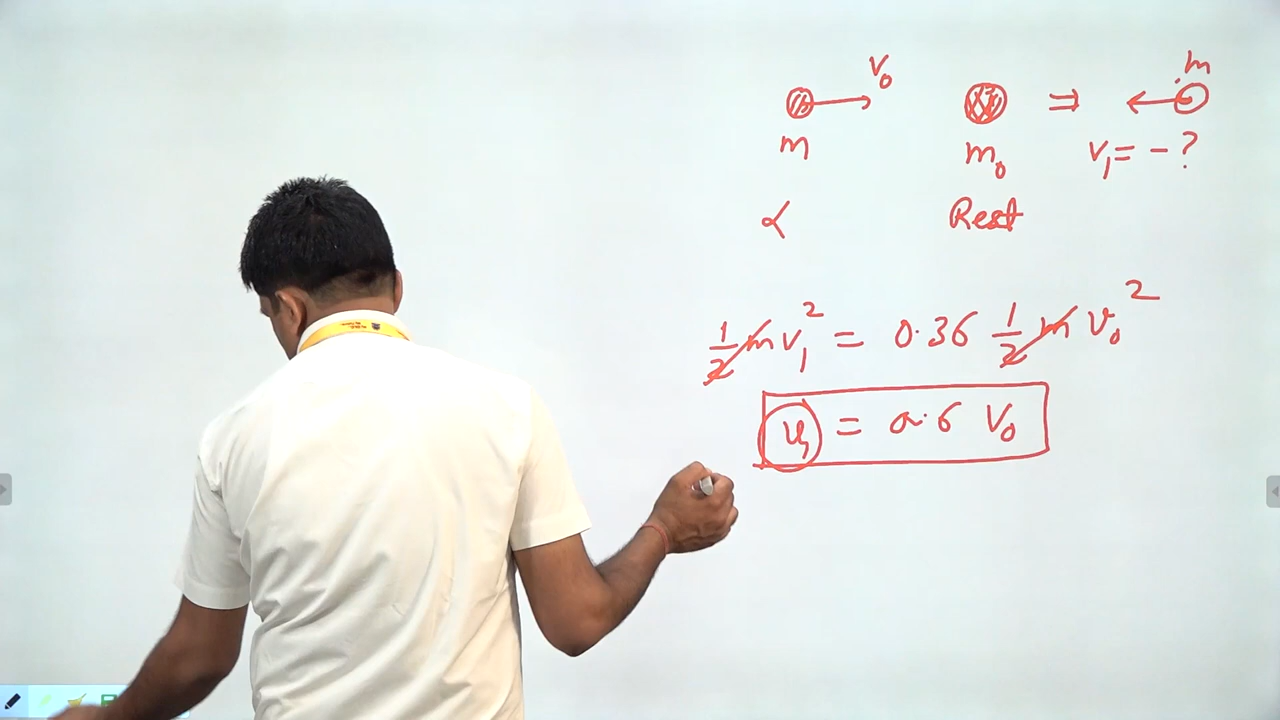 v₀ m
m m₀ ⇒ v₁ = - ?
α Rest
½ m v₁² = 0.36 ½ m v₀²
v₁ = 0.6 v₀